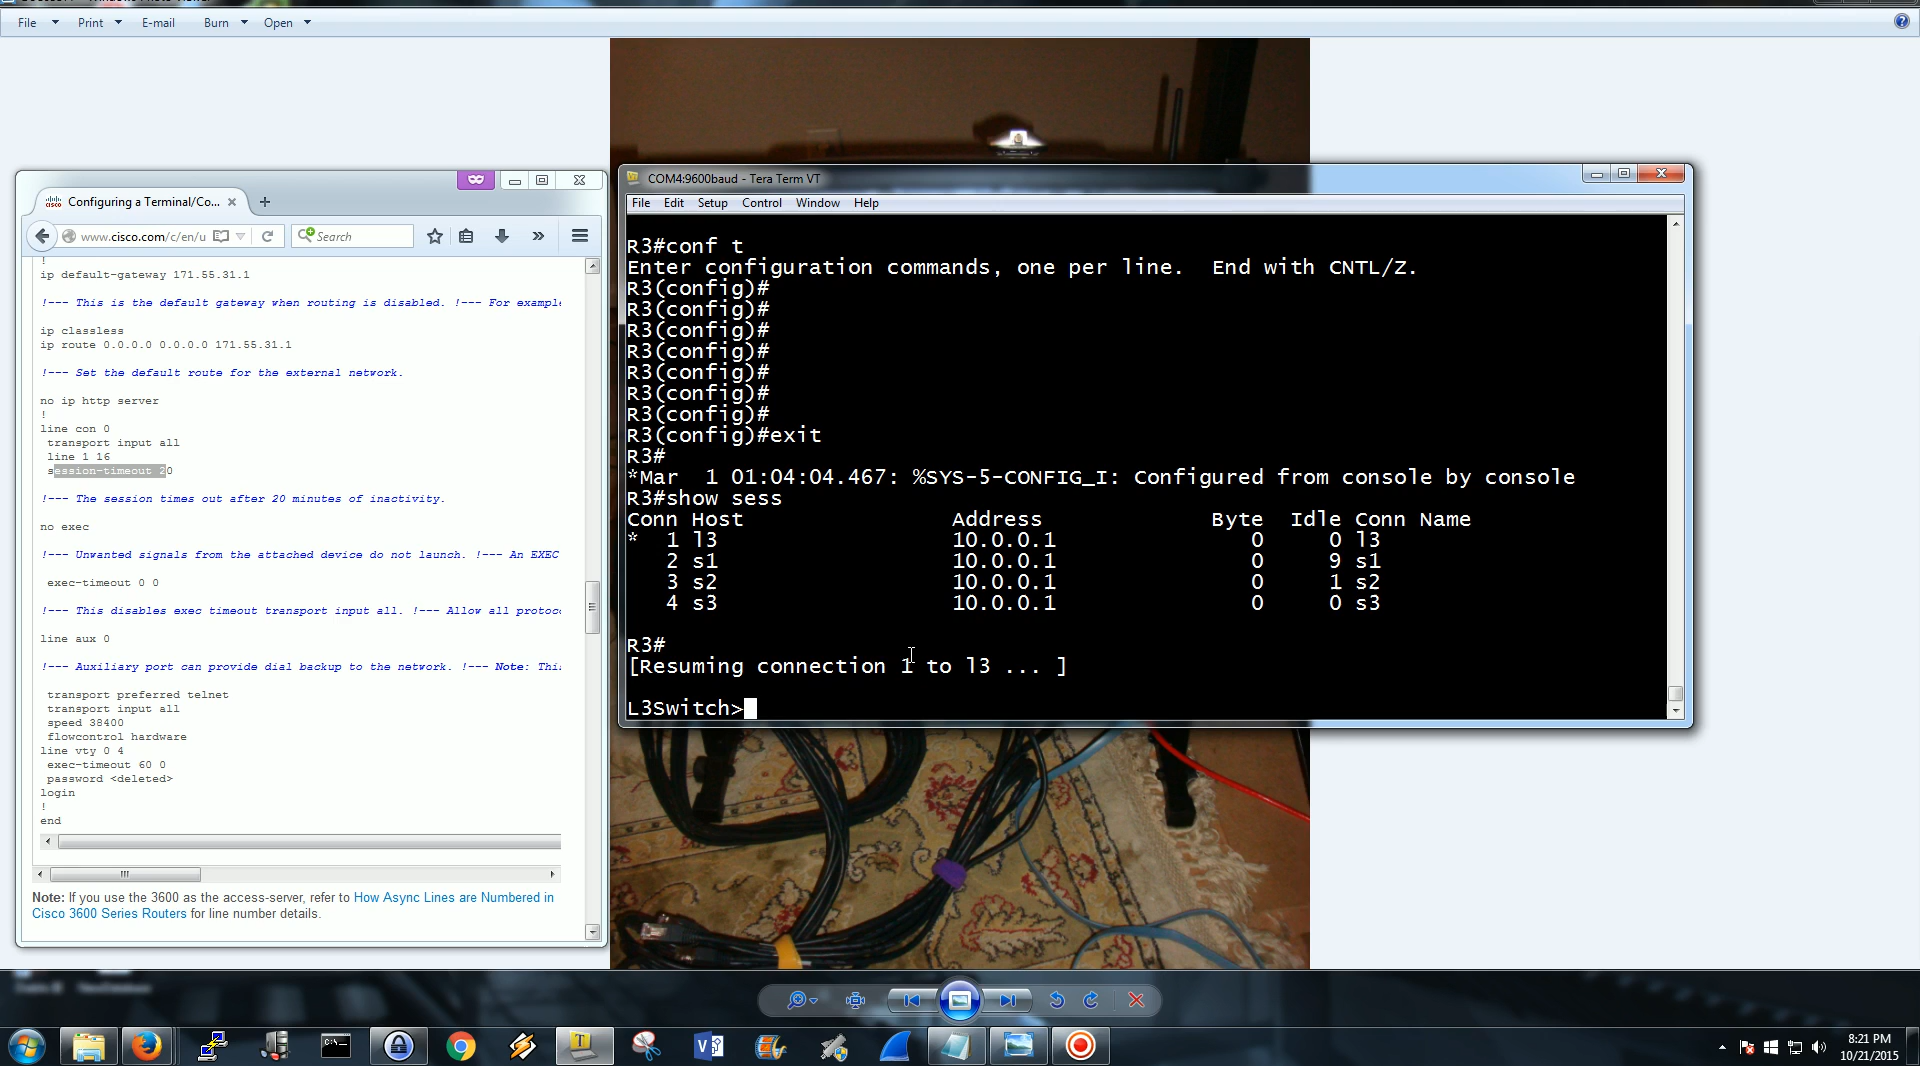 File Print E-mail Burn Open
Configuring a Terminal/Co...
www.cisco.com/c/en/u
Search
!
ip default-gateway 171.55.31.1
!--- This is the default gateway when routing is disabled. !--- For example
ip classless
ip route 0.0.0.0 0.0.0.0 171.55.31.1
!--- Set the default route for the external network.
no ip http server
!
line con 0
transport input all
line 1 16
session-timeout 20
!--- The session times out after 20 minutes of inactivity.
no exec
!--- Unwanted signals from the attached device do not launch. !--- An EXEC
exec-timeout 0 0
!--- This disables exec timeout transport input all. !--- Allow all protoc
line aux 0
!--- Auxiliary port can provide dial backup to the network. !--- Note: This
transport preferred telnet
transport input all
speed 38400
flowcontrol hardware
line vty 0 4
exec-timeout 60 0
password <deleted>
login
!
end
Note: If you use the 3600 as the access-server, refer to How Async Lines are Numbered in
Cisco 3600 Series Routers for line number details.
COM4:9600baud - Tera Term VT
File Edit Setup Control Window Help
R3#conf t
Enter configuration commands, one per line.  End with CNTL/Z.
R3(config)#
R3(config)#
R3(config)#
R3(config)#
R3(config)#
R3(config)#
R3(config)#
R3(config)#exit
R3#
*Mar  1 01:04:04.467: %SYS-5-CONFIG_I: Configured from console by console
R3#show sess
Conn Host Address Byte Idle Conn Name
* 1 l3 10.0.0.1 0 0 l3
2 s1 10.0.0.1 0 9 s1
3 s2 10.0.0.1 0 1 s2
4 s3 10.0.0.1 0 0 s3
R3#
[Resuming connection 1 to l3 ... ]
L3Switch>
8:21 PM
10/21/2015